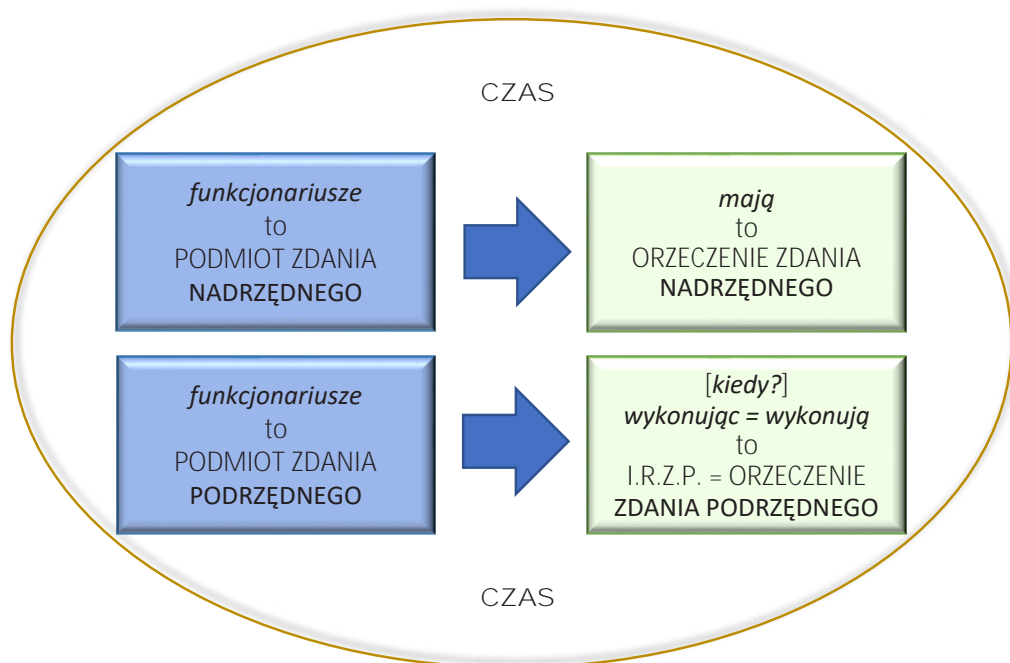 CZAS
funkcjonariusze
to
PODMIOT ZDANIA
NADRZĘDNEGO
mają
to
ORZECZENIE ZDANIA
NADRZĘDNEGO
funkcjonariusze
to
PODMIOT ZDANIA
PODRZĘDNEGO
[kiedy?]
wykonując = wykonują
to
I.R.Z.P. = ORZECZENIE
ZDANIA PODRZĘDNEGO
CZAS